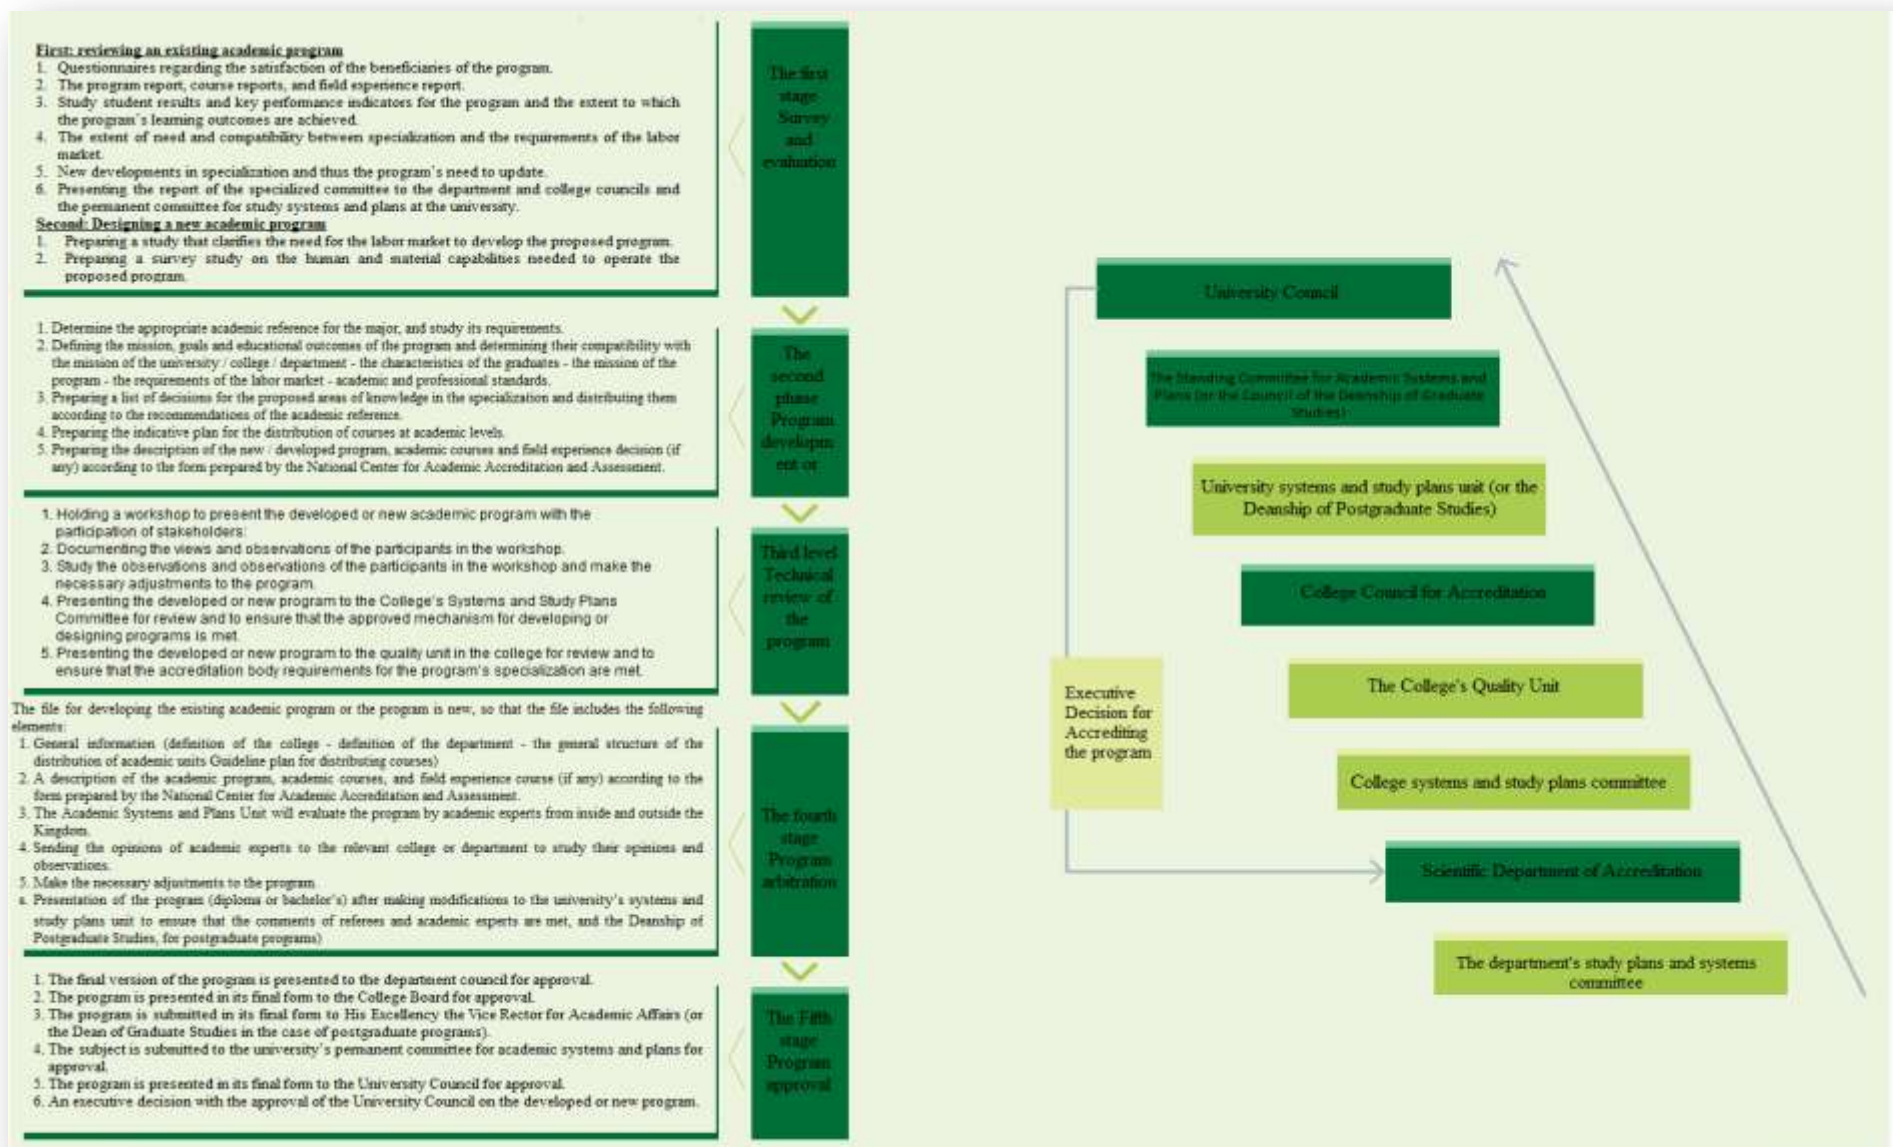 First: reviewing an existing academic program
1. Questionnaires regarding the satisfaction of the beneficiaries of the program.
2. The program report, course reports, and field experience report.
3. Study student results and key performance indicators for the program and the extent to which
the program's learning outcomes are achieved.
4. The extent of need and compatibility between specialization and the requirements of the labor
market.
5. New developments in specialization and thus the program's need to update.
6. Presenting the report of the specialized committee to the department and college councils and
the permanent committee for study systems and plans at the university.
Second: Designing a new academic program
1. Preparing a study that clarifies the need for the labor market to develop the proposed program.
2. Preparing a survey study on the human and material capabilities needed to operate the
proposed program.
The first
stage
Survey
and
evaluation
1. Determine the appropriate academic reference for the major, and study its requirements.
2. Defining the mission, goals and educational outcomes of the program and determining their compatibility with
the mission of the university / college / department - the characteristics of the graduates - the mission of the
program - the requirements of the labor market - academic and professional standards.
3. Preparing a list of decisions for the proposed areas of knowledge in the specialization and distributing them
according to the recommendations of the academic reference.
4. Preparing the indicative plan for the distribution of courses at academic levels.
5. Preparing the description of the new / developed program, academic courses and field experience decision (if
any) according to the form prepared by the National Center for Academic Accreditation and Assessment.
The
second
phase
Program
developm
ent or
1. Holding a workshop to present the developed or new academic program with the
participation of stakeholders:
2. Documenting the views and observations of the participants in the workshop.
3. Study the observations and observations of the participants in the workshop and make the
necessary adjustments to the program.
4. Presenting the developed or new program to the College's Systems and Study Plans
Committee for review and to ensure that the approved mechanism for developing or
designing programs is met.
5. Presenting the developed or new program to the quality unit in the college for review and to
ensure that the accreditation body requirements for the program's specialization are met.
Third level
Technical
review of
the
program
The file for developing the existing academic program or the program is new, so that the file includes the following
elements:
1. General information (definition of the college - definition of the department - the general structure of the
distribution of academic units Guideline plan for distributing courses)
2. A description of the academic program, academic courses, and field experience course (if any) according to the
form prepared by the National Center for Academic Accreditation and Assessment.
3. The Academic Systems and Plans Unit will evaluate the program by academic experts from inside and outside the
Kingdom.
4. Sending the opinions of academic experts to the relevant college or department to study their opinions and
observations.
5. Make the necessary adjustments to the program
a. Presentation of the program (diploma or bachelor's) after making modifications to the university's systems and
study plans unit to ensure that the comments of referees and academic experts are met, and the Deanship of
Postgraduate Studies, for postgraduate programs)
The fourth
stage
Program
arbitration
1. The final version of the program is presented to the department council for approval.
2. The program is presented in its final form to the College Board for approval.
3. The program is submitted in its final form to His Excellency the Vice Rector for Academic Affairs (or
the Dean of Graduate Studies in the case of postgraduate programs).
4. The subject is submitted to the university's permanent committee for academic systems and plans for
approval.
5. The program is presented in its final form to the University Council for approval.
6. An executive decision with the approval of the University Council on the developed or new program.
The Fifth
stage
Program
approval
University Council
The Standing Committee for Academic Systems and
Plans (or the Council of the Deanship of Graduate
Studies)
University systems and study plans unit (or the
Deanship of Postgraduate Studies)
College Council for Accreditation
The College's Quality Unit
Executive
Decision for
Accrediting
the program
College systems and study plans committee
Scientific Department of Accreditation
The department's study plans and systems
committee